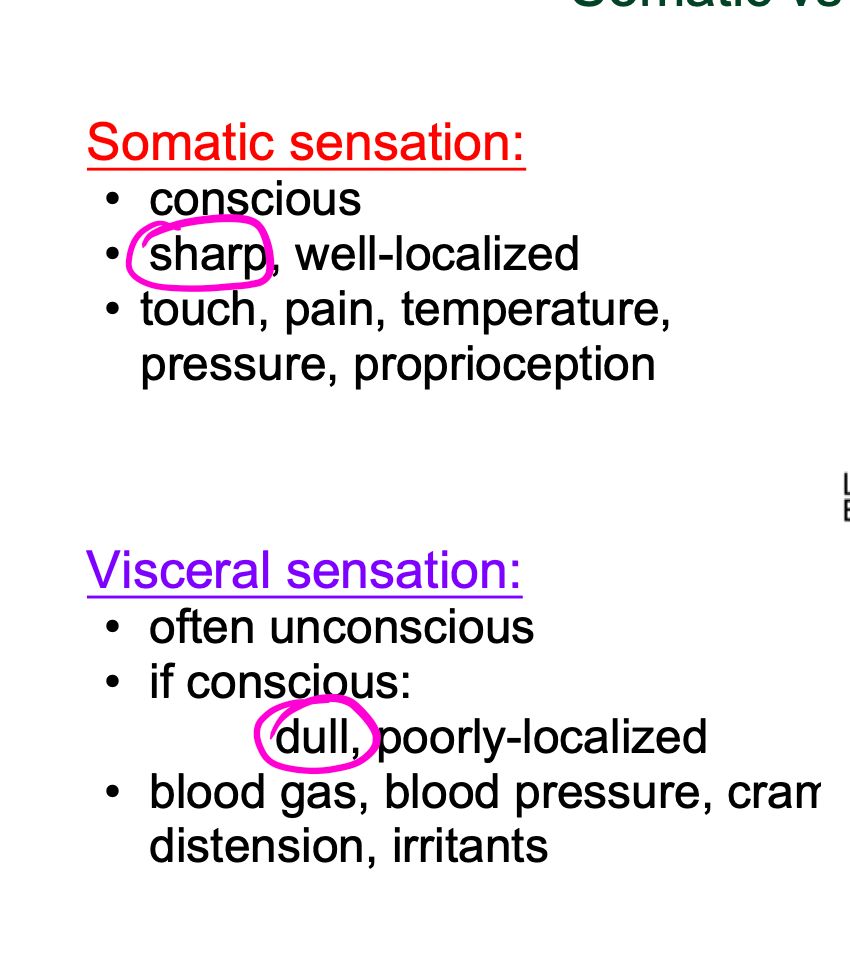 Somatic vs
Somatic sensation:
• conscious
• sharp, well-localized
• touch, pain, temperature,
pressure, proprioception
Visceral sensation:
• often unconscious
• if conscious:
dull, poorly-localized
• blood gas, blood pressure, cram
distension, irritants